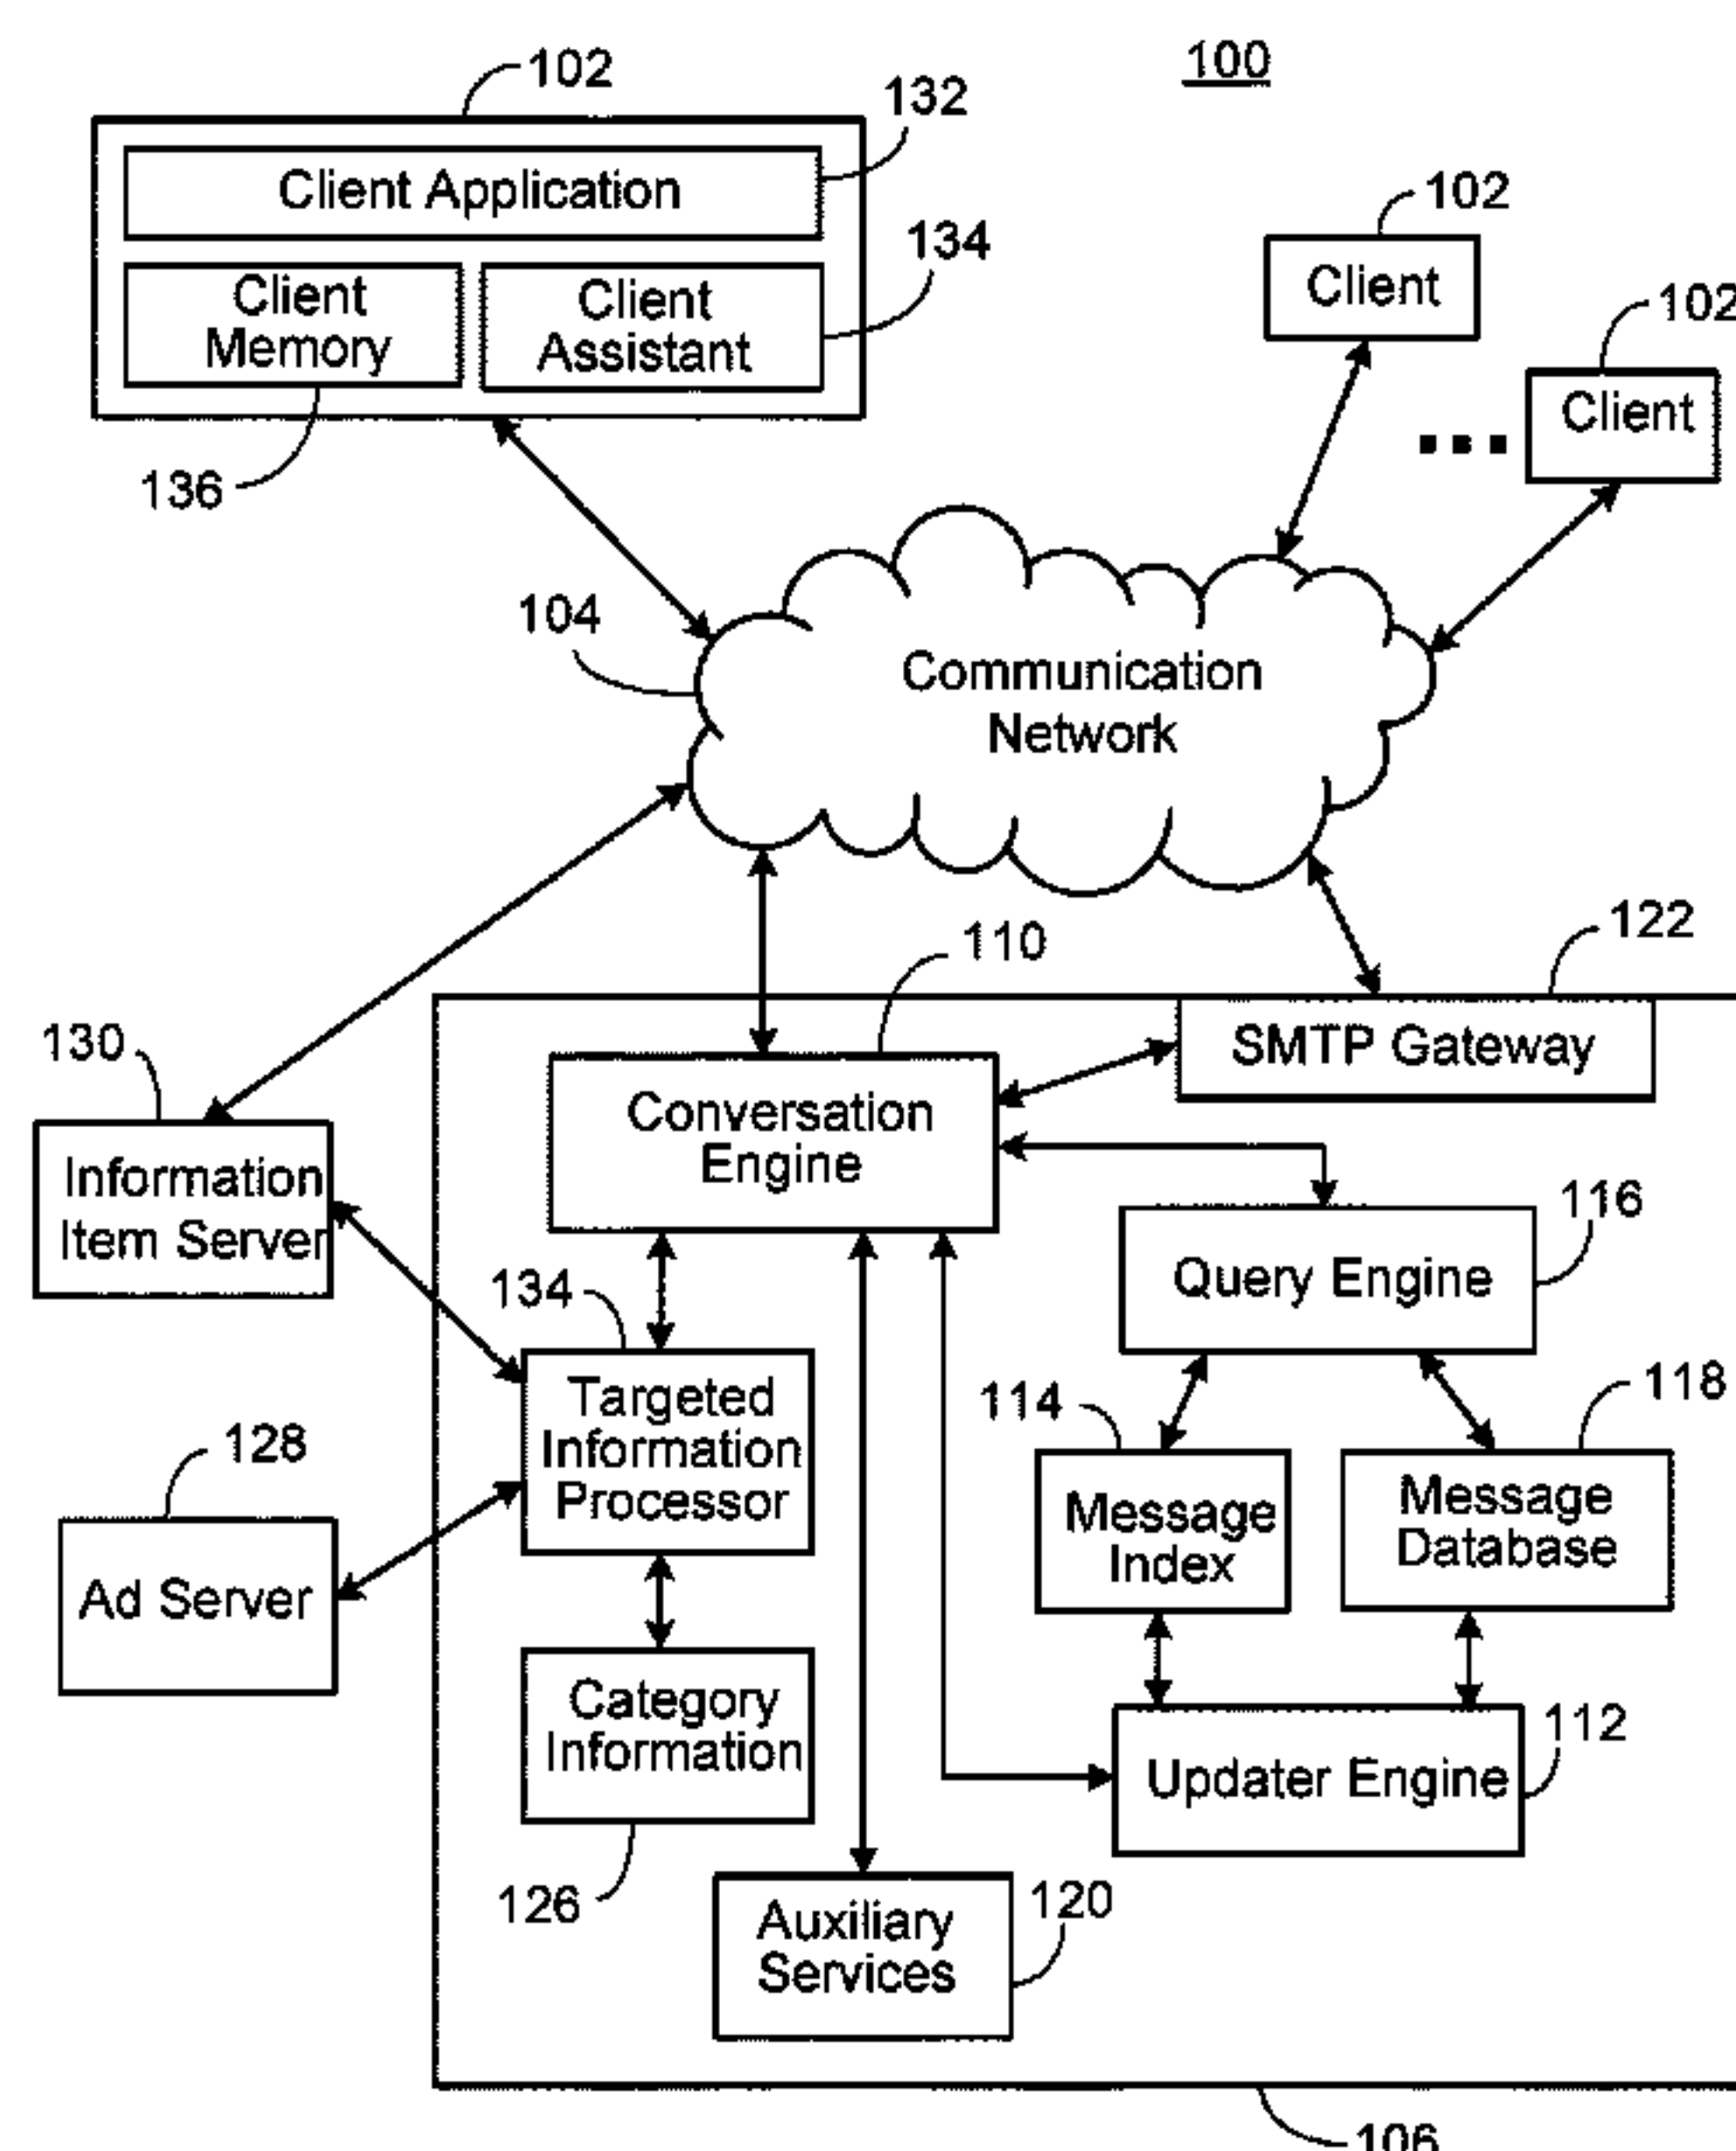 100
102
132
Client Application
134
Client
Memory
Client
Assistant
136
102
Client
102
Client
104
Communication
Network
122
110
SMTP Gateway
130
Conversation
Engine
Information
Item Server
116
Query Engine
134
Targeted
Information
Processor
114
118
Message
Index
Message
Database
128
Ad Server
Category
Information
112
Updater Engine
126
120
Auxiliary
Services
106